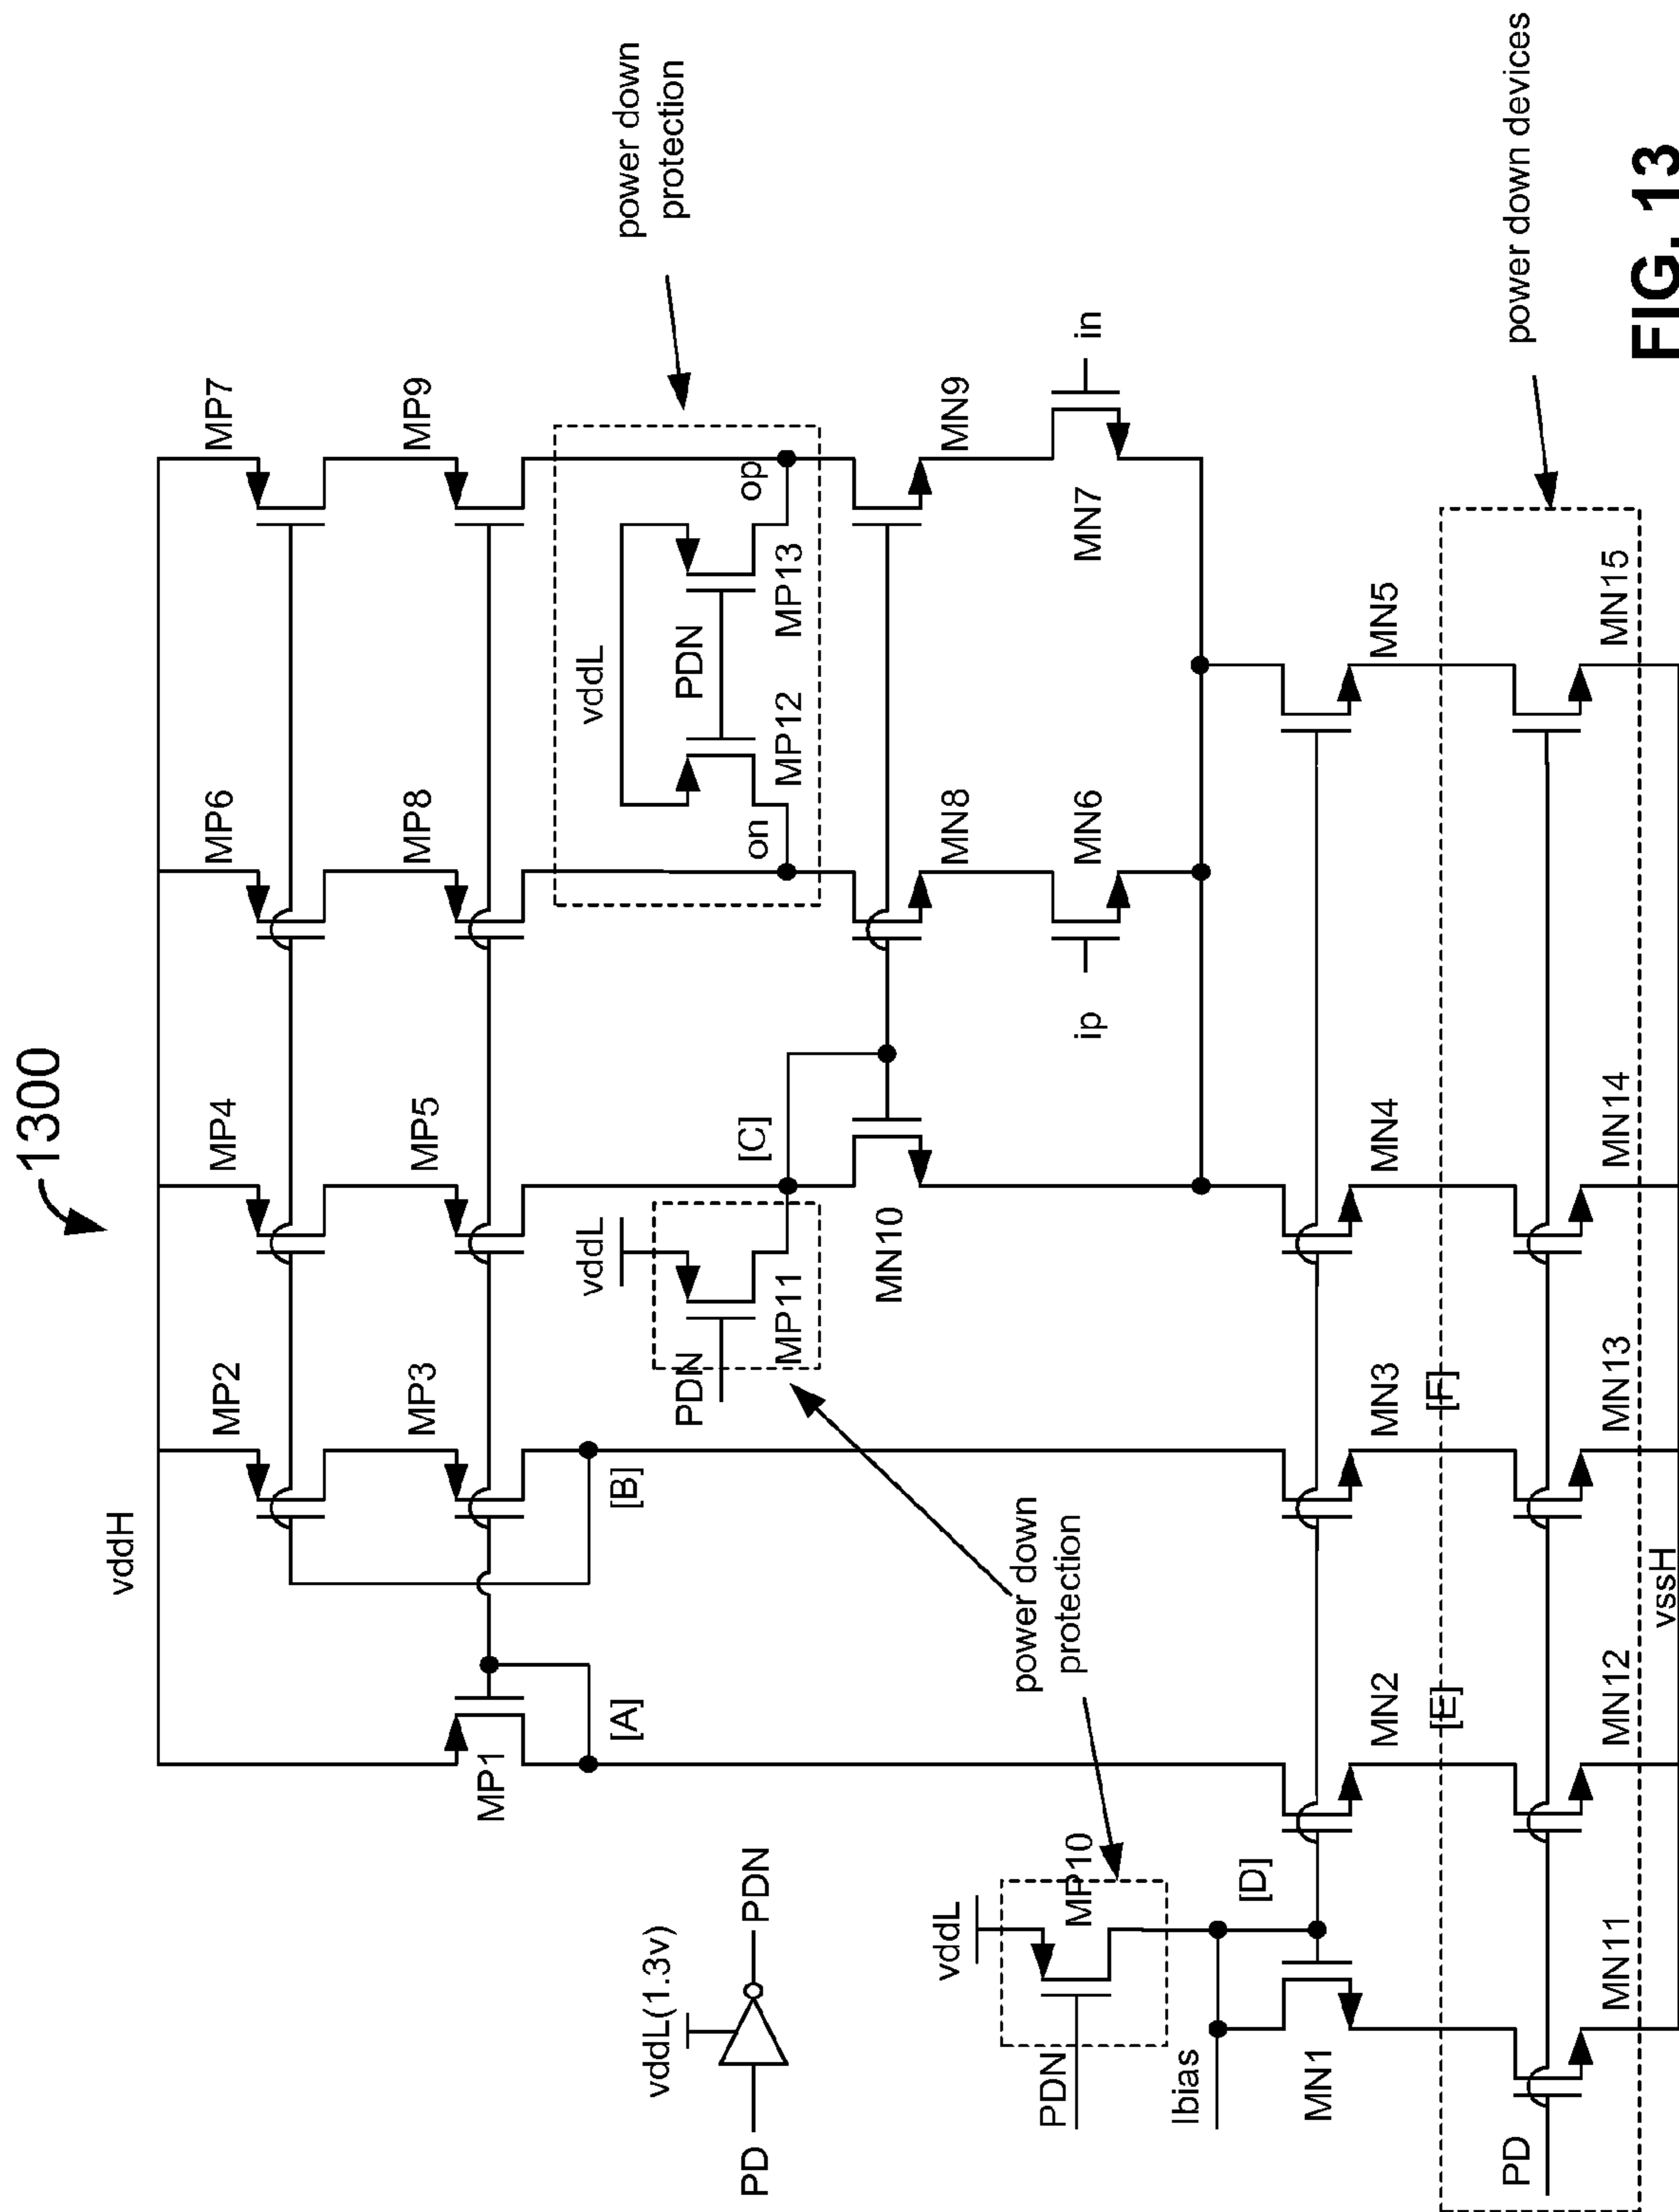 1300
vddH
MP2
MP4
MP6
MP7
MP1
MP3
MP5
MP8
MP9
[A]
[B]
vddL(1.3v)
PD
PDN
vddL
PDN
MP11
[C]
vddL
PDN
on
op
MP12
MP13
power down
protection
MN10
MN8
MN9
ip
MN6
MN7
in
power down
protection
vddL
PDN
MP10
Ibias
[D]
MN1
MN2
MN3
MN4
MN5
[E]
[F]
PD
MN11
MN12
MN13
MN14
MN15
vssH
power down devices
FIG. 13